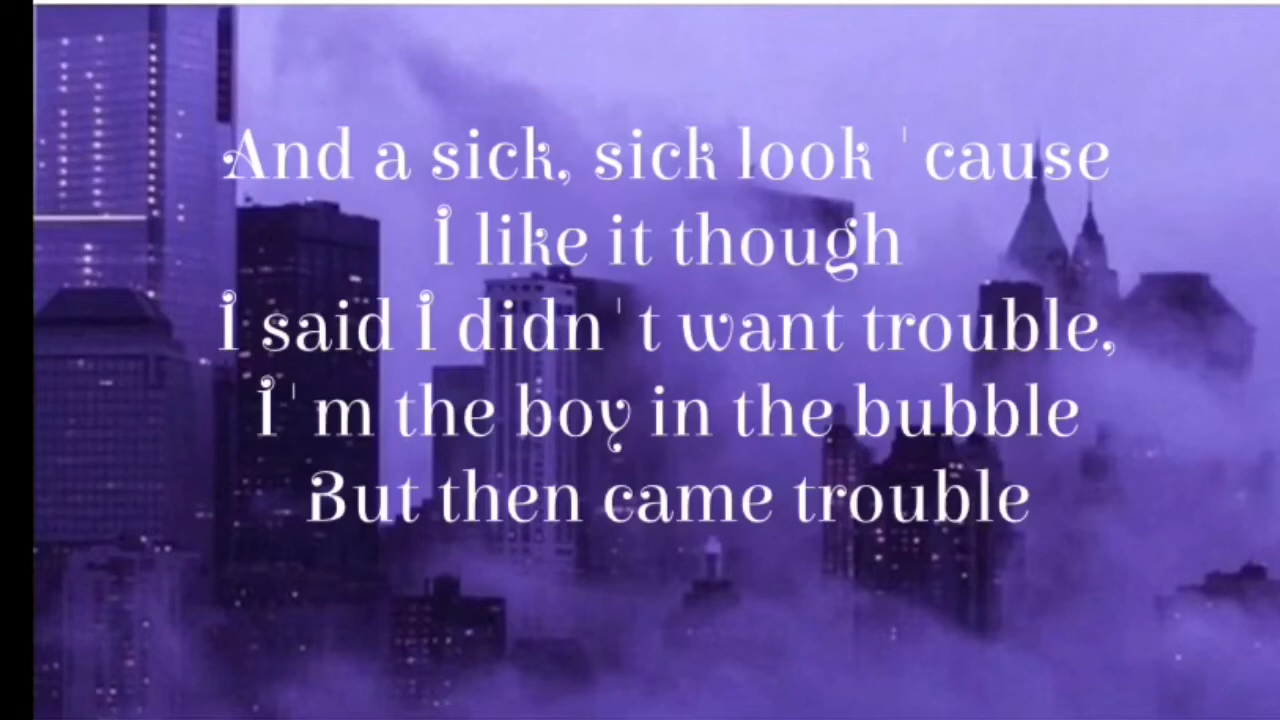 And a sick, sick look 'cause
I like it though
I said I didn't want trouble,
I'm the boy in the bubble
But then came trouble